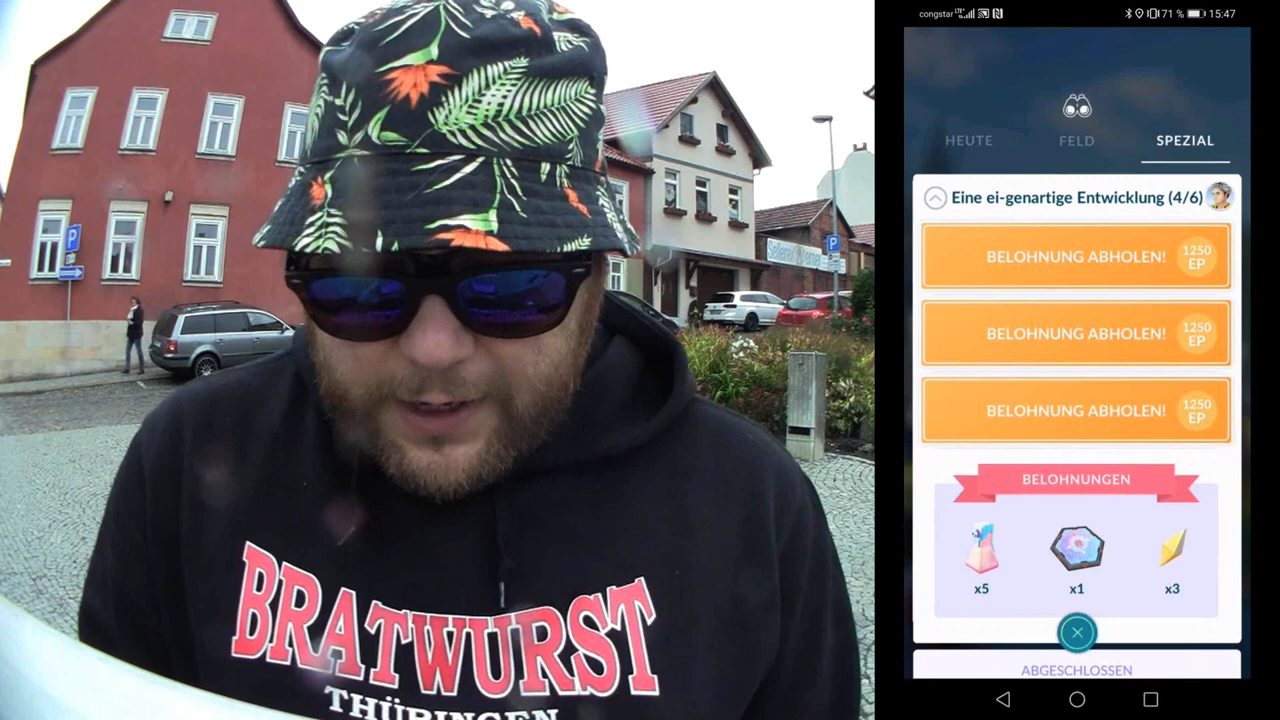 P
P
BRATWURST
THÜRINGEN
congstar
71 %
15:47
HEUTE
FELD
SPEZIAL
Eine ei-genartige Entwicklung (4/6)
BELOHNUNG ABHOLEN!
1250
EP
BELOHNUNG ABHOLEN!
1250
EP
BELOHNUNG ABHOLEN!
1250
EP
BELOHNUNGEN
x5
x1
x3
ABGESCHLOSSEN